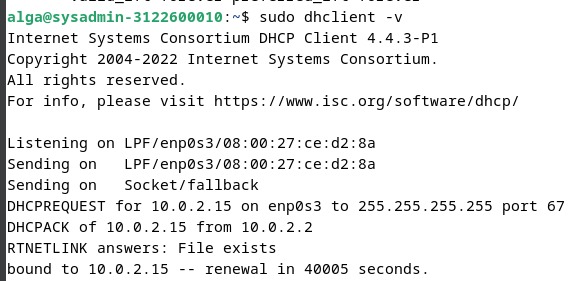 alga@sysadmin-3122600010:~$ sudo dhclient -v
Internet Systems Consortium DHCP Client 4.4.3-P1
Copyright 2004-2022 Internet Systems Consortium.
All rights reserved.
For info, please visit https://www.isc.org/software/dhcp/

Listening on LPF/enp0s3/08:00:27:ce:d2:8a
Sending on   LPF/enp0s3/08:00:27:ce:d2:8a
Sending on   Socket/fallback
DHCPREQUEST for 10.0.2.15 on enp0s3 to 255.255.255.255 port 67
DHCPACK of 10.0.2.15 from 10.0.2.2
RTNETLINK answers: File exists
bound to 10.0.2.15 -- renewal in 40005 seconds.